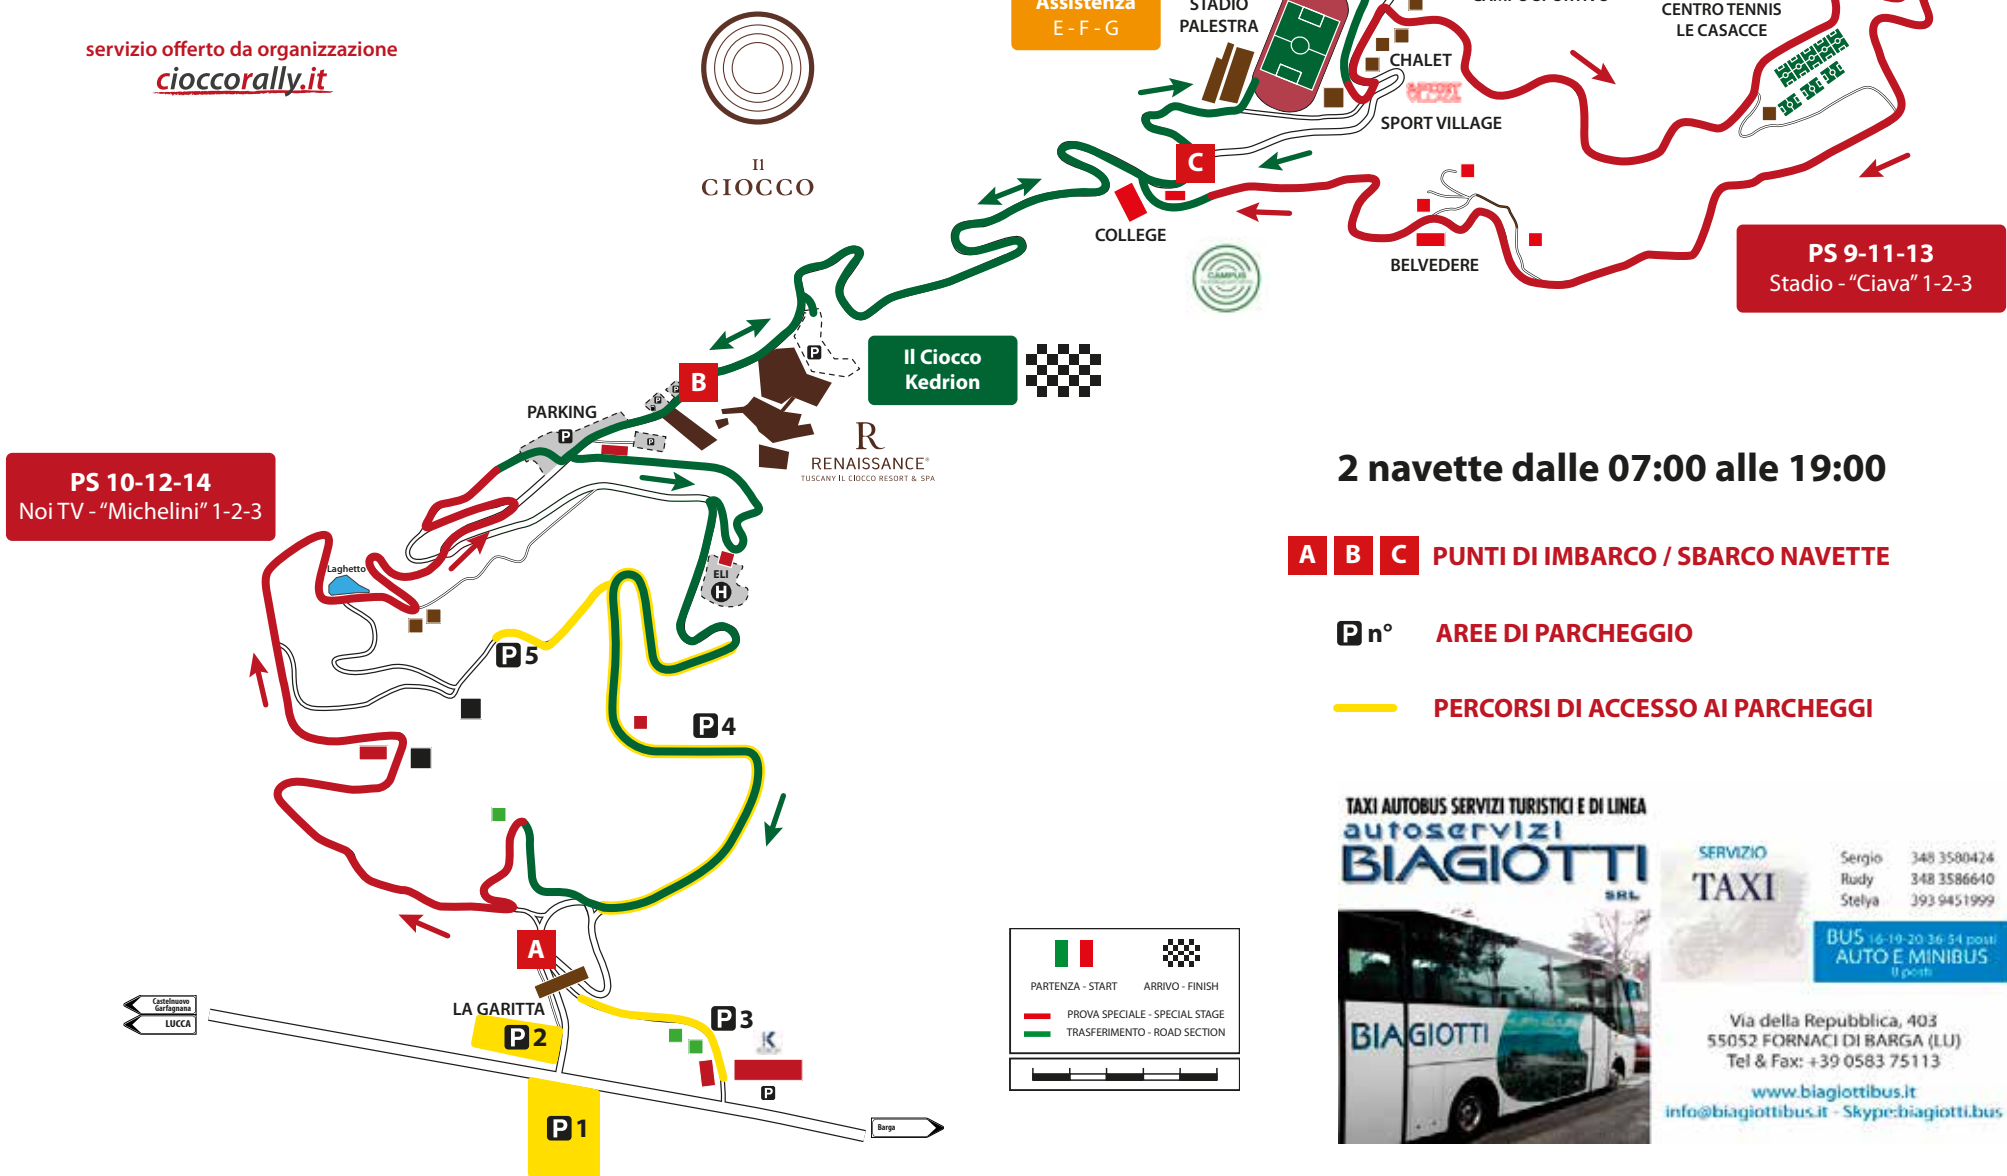 servizio offerto da organizzazione
cioccorally.it
Il
CIOCCO
Assistenza
E - F - G
STADIO
PALESTRA
CHALET
SPORT VILLAGE
CENTRO TENNIS
LE CASACCE
C
COLLEGE
CAMPUS
BELVEDERE
PS 9-11-13
Stadio - “Ciava” 1-2-3
P
Il Ciocco
Kedrion
B
P
P
PARKING
P
P
R
RENAISSANCE®
TUSCANY IL CIOCCO RESORT & SPA
PS 10-12-14
Noi TV - “Michelini” 1-2-3
Laghetto
ELI
H
P 5
P 4
A
LA GARITTA
P 2
P 3
K
P
P 1
Castelnuovo
Garfagnana
LUCCA
Barga
2 navette dalle 07:00 alle 19:00
A B C PUNTI DI IMBARCO / SBARCO NAVETTE
P n° AREE DI PARCHEGGIO
PERCORSI DI ACCESSO AI PARCHEGGI
PARTENZA - START
ARRIVO - FINISH
PROVA SPECIALE - SPECIAL STAGE
TRASFERIMENTO - ROAD SECTION
TAXI AUTOBUS SERVIZI TURISTICI E DI LINEA
autoservizi
BIAGIOTTI
SRL
BIAGIOTTI
SERVIZIO
TAXI
Sergio 348 3580424
Rudy 348 3586640
Stelya 393 9451999
BUS 16-19-20-36-54 posti
AUTO E MINIBUS
Via della Repubblica, 403
55052 FORNACI DI BARGA (LU)
Tel & Fax: +39 0583 75113
www.biagiottibus.it
info@biagiottibus.it - Skype:biagiotti.bus